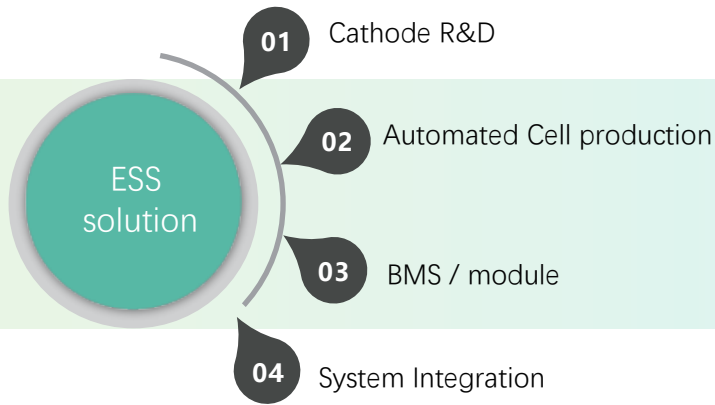 01 Cathode R&D
02 Automated Cell production
ESS
solution
03 BMS / module
04 System Integration